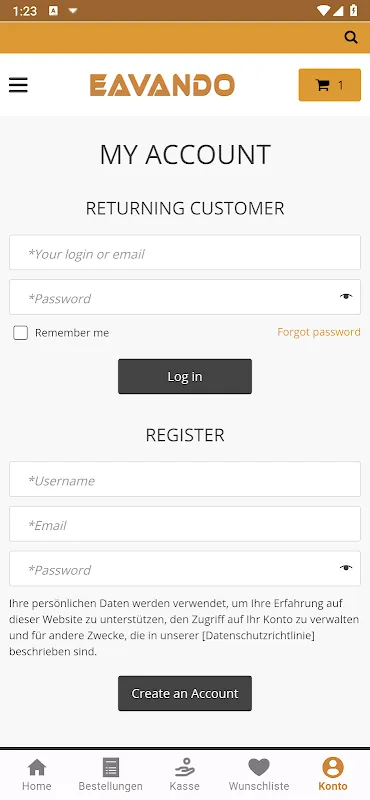 1:23
EAVANDO
1
MY ACCOUNT
RETURNING CUSTOMER
*Your login or email
*Password
Remember me
Forgot password
Log in
REGISTER
*Username
*Email
*Password
Ihre persönlichen Daten werden verwendet, um Ihre Erfahrung auf
dieser Website zu unterstützen, den Zugriff auf Ihr Konto zu verwalten
und für andere Zwecke, die in unserer [Datenschutzrichtlinie]
beschrieben sind.
Create an Account
Home
Bestellungen
Kasse
Wunschliste
Konto